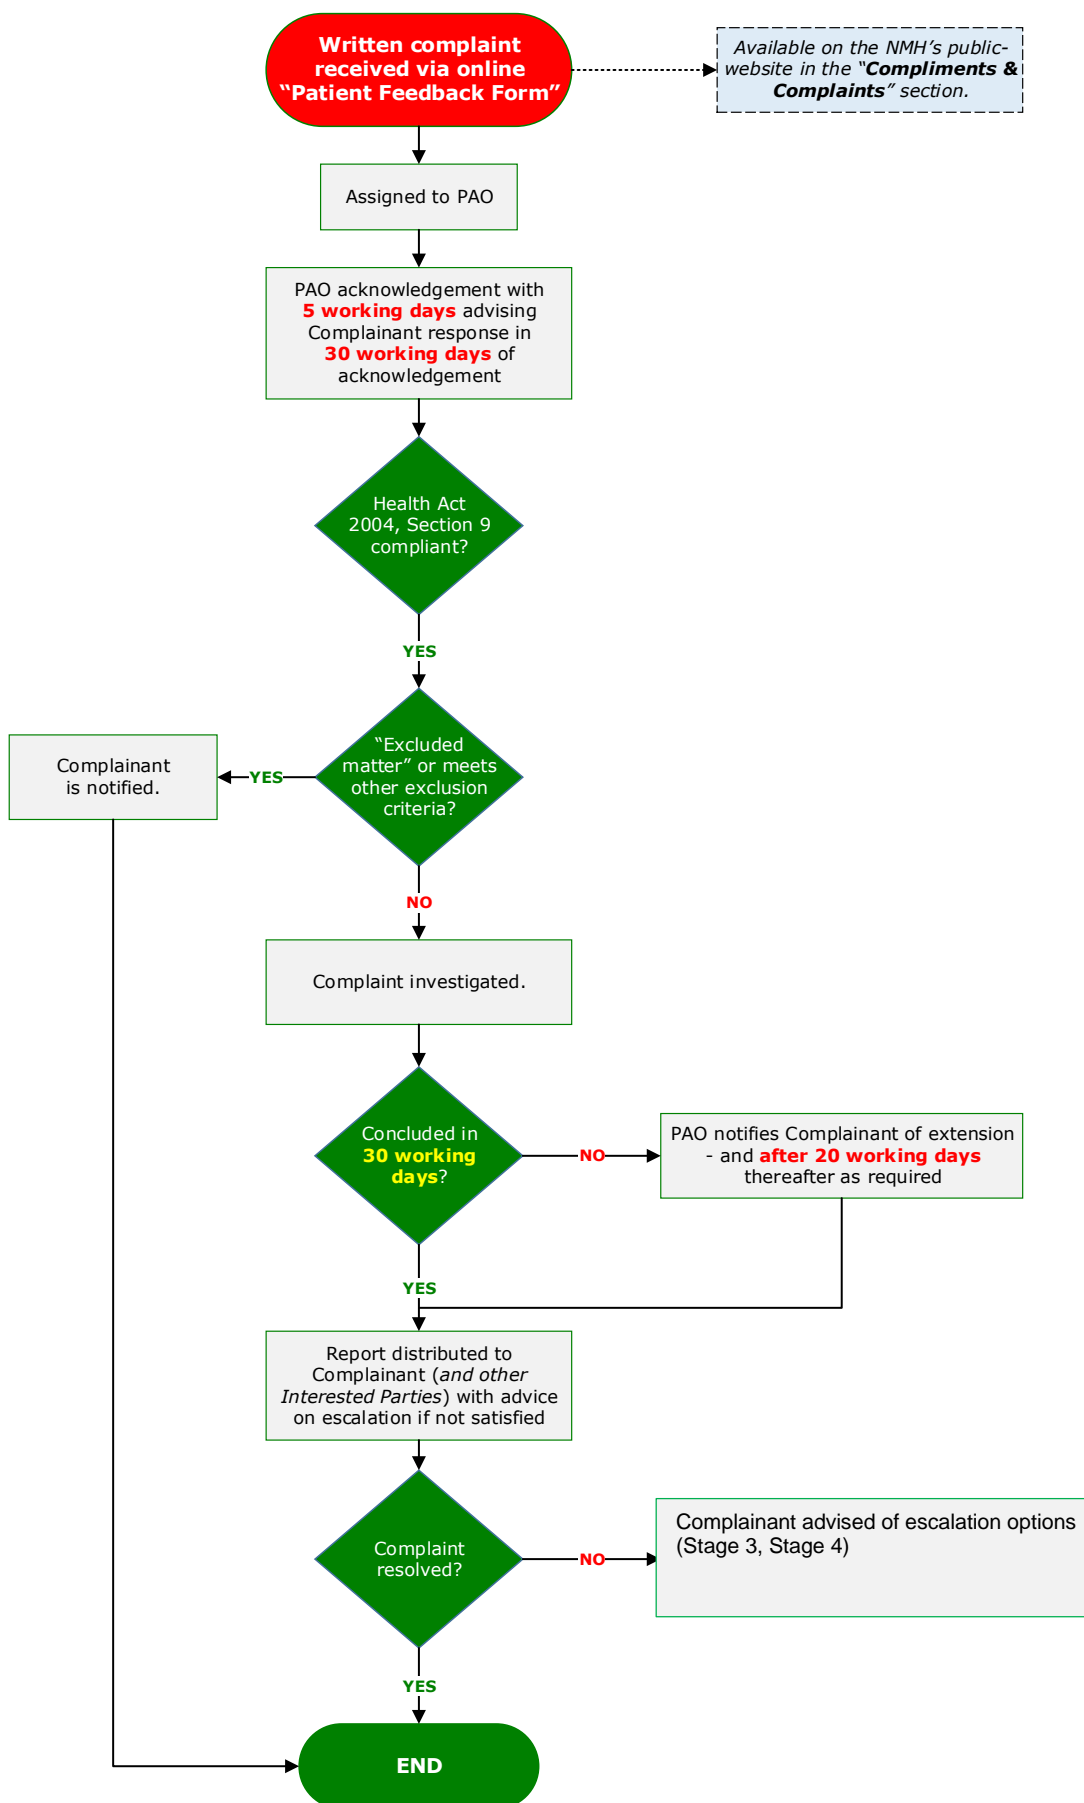 Written complaint
received via online
“Patient Feedback Form”
Available on the NMH’s public-
website in the “Compliments &
Complaints” section.
Assigned to PAO
PAO acknowledgement with
5 working days advising
Complainant response in
30 working days of
acknowledgement
Health Act
2004, Section 9
compliant?
YES
“Excluded
matter” or meets
other exclusion
criteria?
YES
Complainant
is notified.
NO
Complaint investigated.
Concluded in
30 working
days?
NO
PAO notifies Complainant of extension
- and after 20 working days
thereafter as required
YES
Report distributed to
Complainant (and other
Interested Parties) with advice
on escalation if not satisfied
Complaint
resolved?
NO
Complainant advised of escalation options
(Stage 3, Stage 4)
YES
END